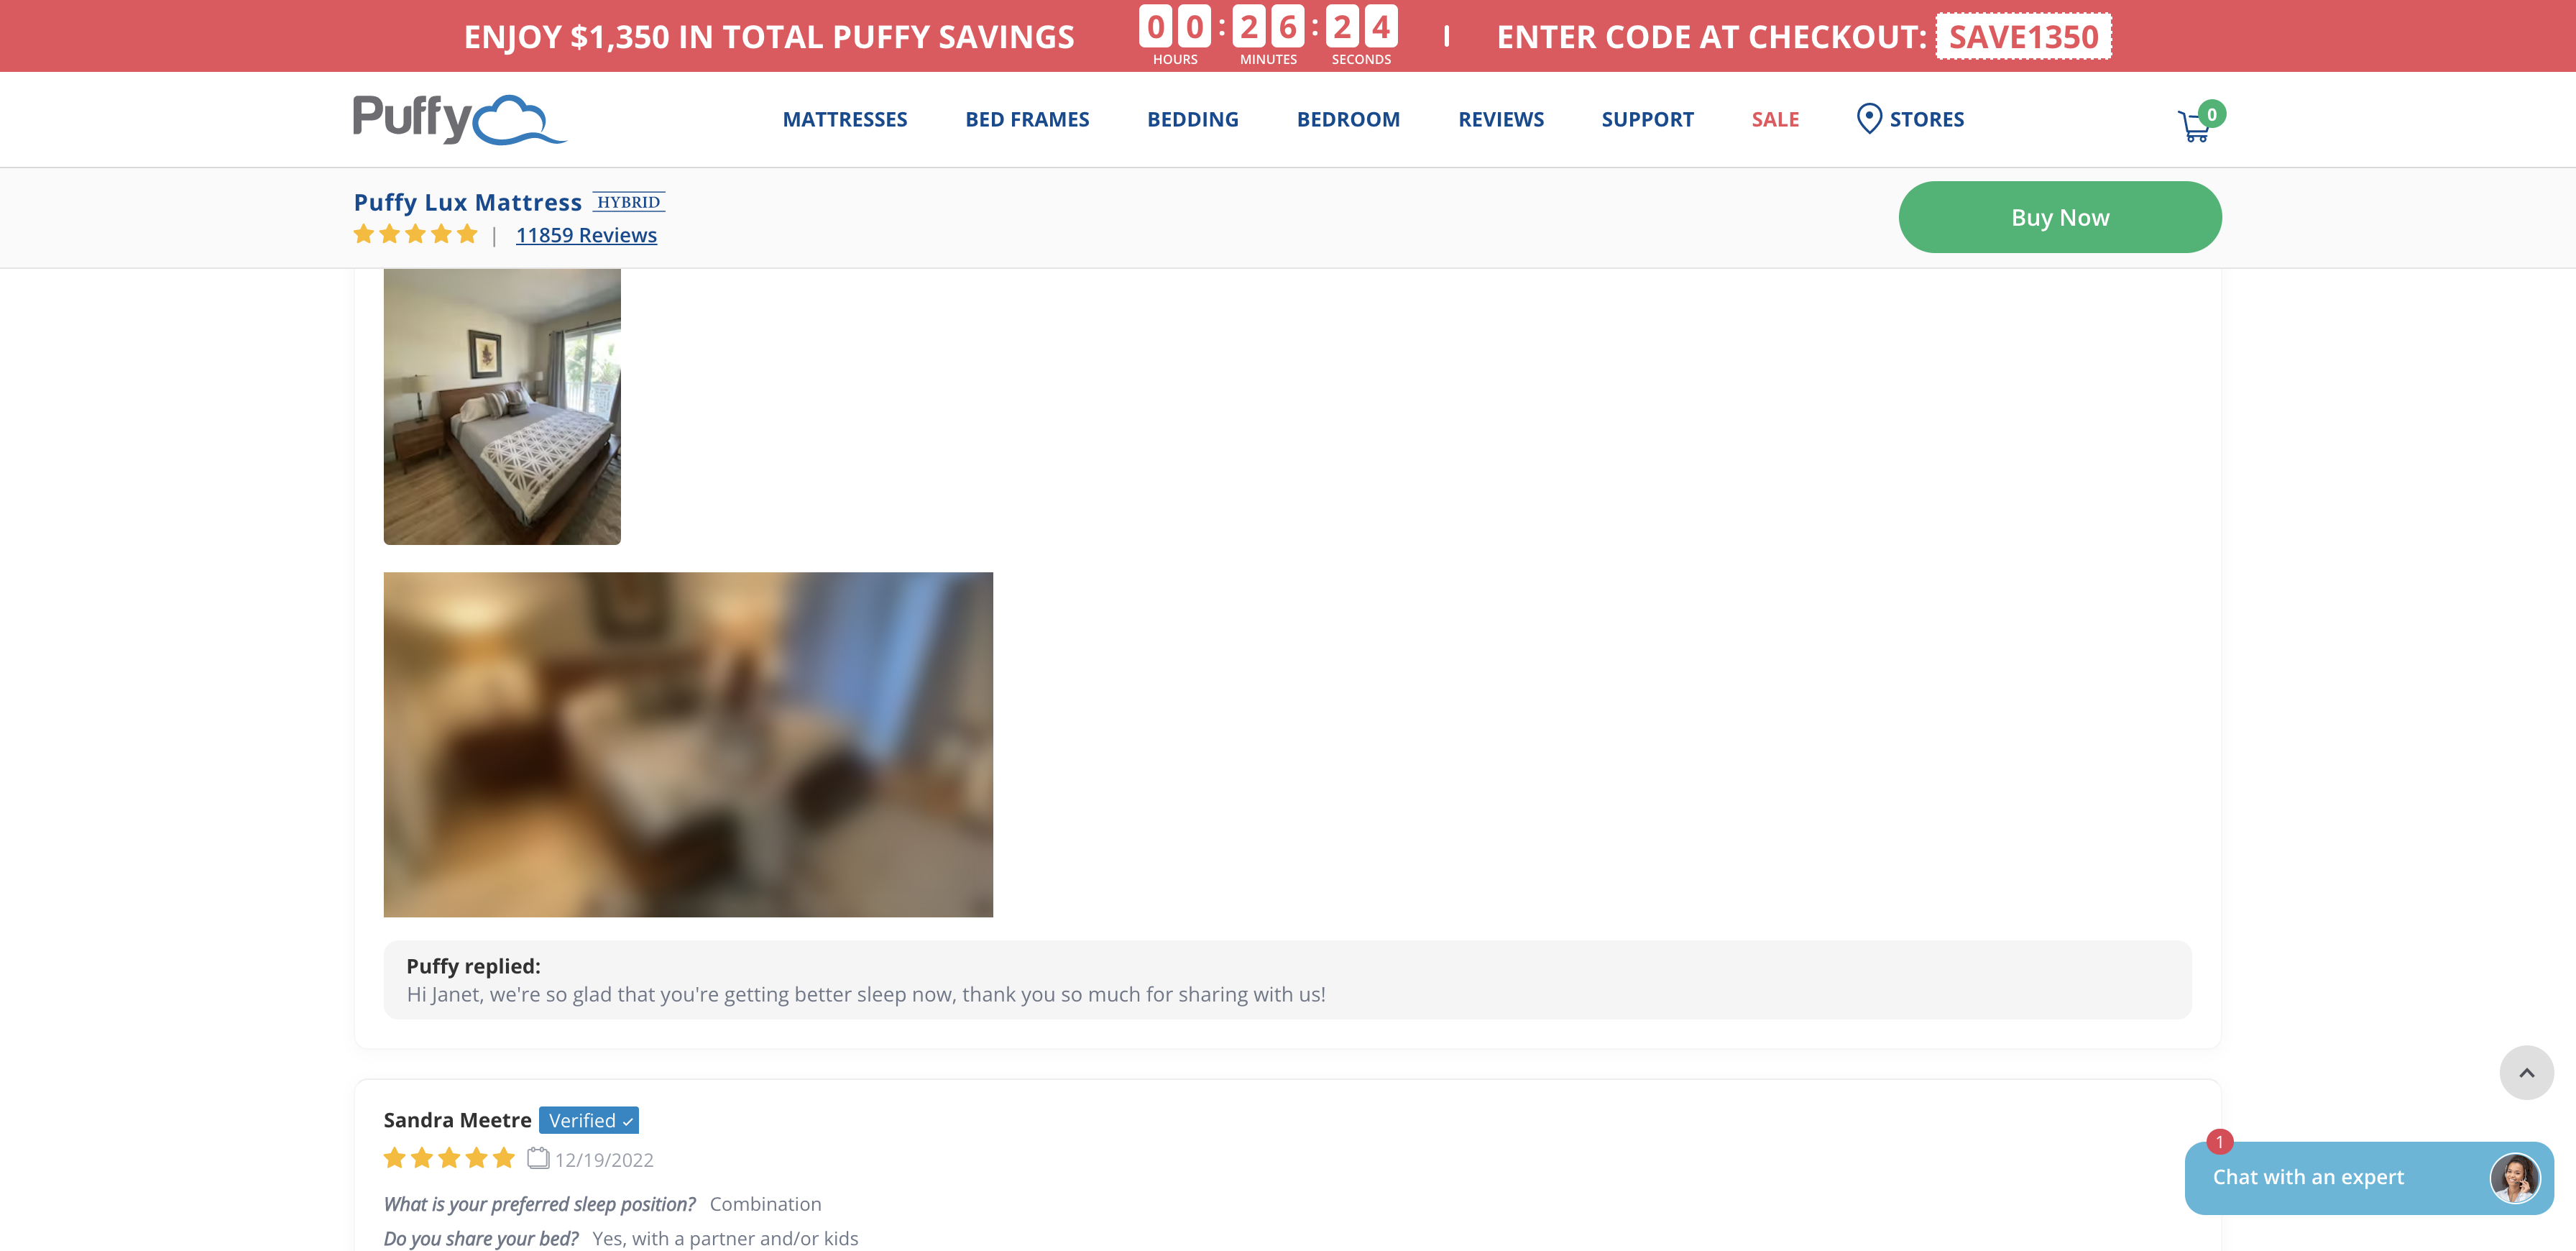 ENJOY $1,350 IN TOTAL PUFFY SAVINGS
00 : 26 : 24
HOURS MINUTES SECONDS
ENTER CODE AT CHECKOUT: SAVE1350
Puffy
MATTRESSES BED FRAMES BEDDING BEDROOM REVIEWS SUPPORT SALE STORES
0
Puffy Lux Mattress HYBRID
| 11859 Reviews
Buy Now
Puffy replied:
Hi Janet, we're so glad that you're getting better sleep now, thank you so much for sharing with us!
Sandra Meetre Verified
12/19/2022
What is your preferred sleep position? Combination
Do you share your bed? Yes, with a partner and/or kids
1
Chat with an expert